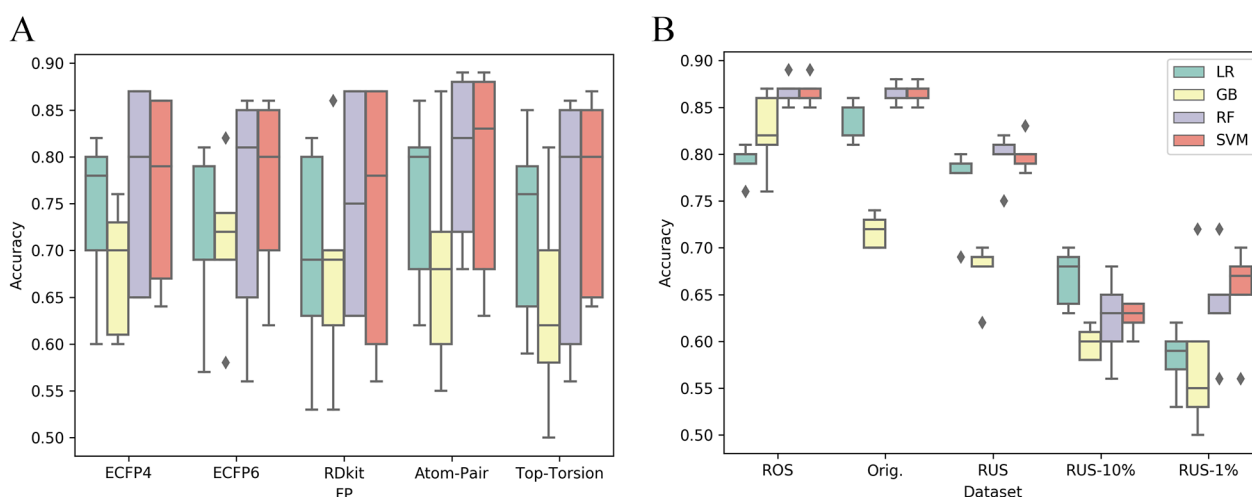 A
0.90
0.85
0.80
0.75
0.70
0.65
0.60
0.55
0.50
Accuracy
ECFP4 ECFP6 RDkit Atom-Pair Top-Torsion
FP
B
0.90
0.85
0.80
0.75
0.70
0.65
0.60
0.55
0.50
Accuracy
LR
GB
RF
SVM
ROS Orig. RUS RUS-10% RUS-1%
Dataset